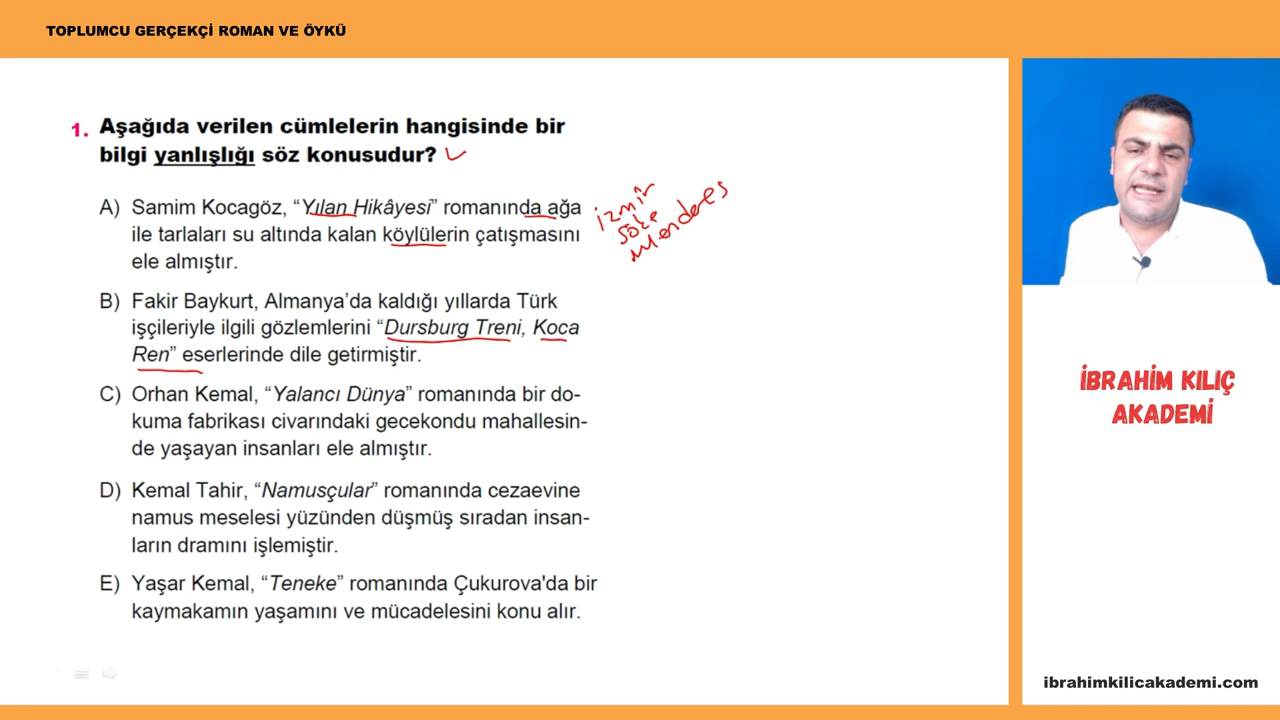 TOPLUMCU GERÇEKÇİ ROMAN VE ÖYKÜ
1. Aşağıda verilen cümlelerin hangisinde bir
bilgi yanlışlığı söz konusudur?
A) Samim Kocagöz, “Yılan Hikâyesi” romanında ağa
ile tarlaları su altında kalan köylülerin çatışmasını
ele almıştır.
izmir
söke
menderes
B) Fakir Baykurt, Almanya’da kaldığı yıllarda Türk
işçileriyle ilgili gözlemlerini “Dursburg Treni, Koca
Ren” eserlerinde dile getirmiştir.
C) Orhan Kemal, “Yalancı Dünya” romanında bir do-
kuma fabrikası civarındaki gecekondu mahallesin-
de yaşayan insanları ele almıştır.
D) Kemal Tahir, “Namusçular” romanında cezaevine
namus meselesi yüzünden düşmüş sıradan insan-
ların dramını işlemiştir.
E) Yaşar Kemal, “Teneke” romanında Çukurova'da bir
kaymakamın yaşamını ve mücadelesini konu alır.
İBRAHİM KILIÇ
AKADEMİ
ibrahimkilicakademi.com